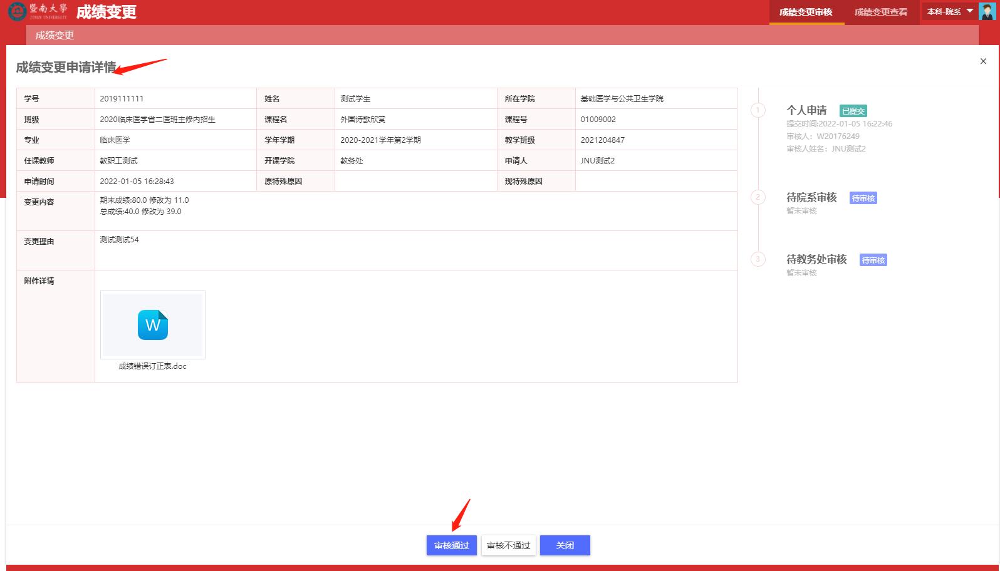 暨南大學
JINAN UNIVERSITY
成绩变更
成绩变更审核
成绩变更查看
本科-院系
成绩变更
成绩变更申请详情
×
学号 2019111111 姓名 测试学生 所在学院 基础医学与公共卫生学院
班级 2020临床医学省二医班主修内招生 课程名 外国诗歌欣赏 课程号 01009002
专业 临床医学 学年学期 2020-2021学年第2学期 教学班级 2021204847
任课教师 教职工测试 开课学院 教务处 申请人 JNU测试2
申请时间 2022-01-05 16:28:43 原特殊原因 现特殊原因
变更内容 期末成绩:80.0 修改为 11.0
总成绩:40.0 修改为 39.0
变更理由 测试测试54
附件详情
W
成绩错误订正表.doc
1 个人申请 已提交
提交时间:2022-01-05 16:22:46
审核人：W20176249
审核人姓名：JNU测试2
2 待院系审核 待审核
暂未审核
3 待教务处审核 待审核
暂未审核
审核通过 审核不通过 关闭